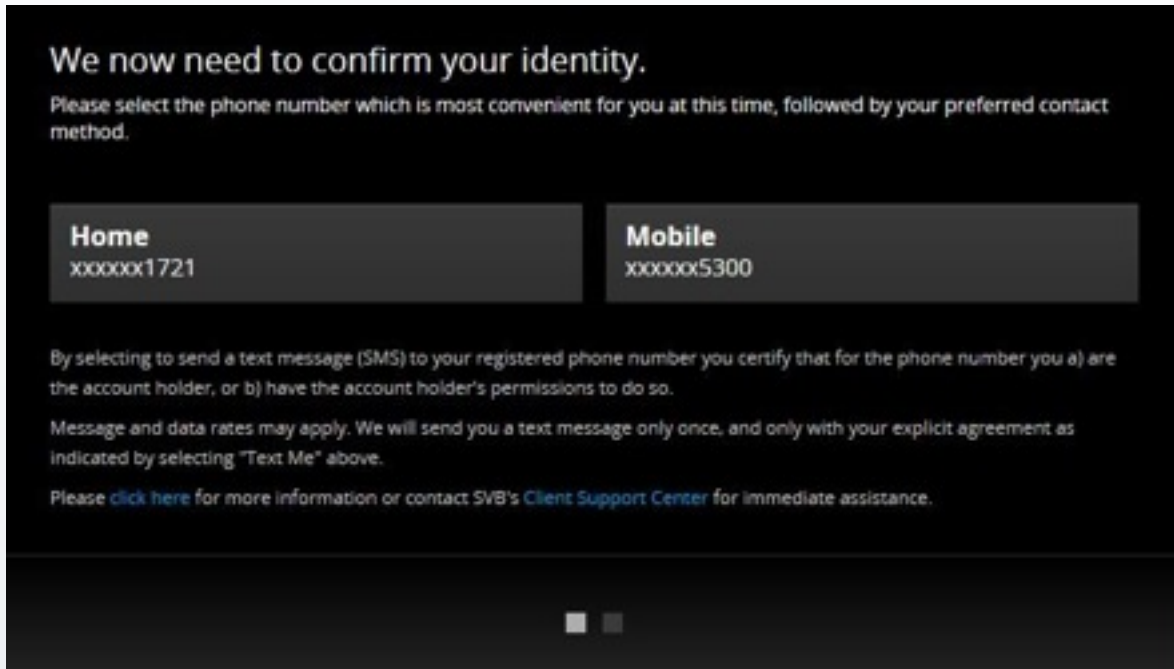 We now need to confirm your identity.
Please select the phone number which is most convenient for you at this time, followed by your preferred contact
method.
Home
xxxxxx1721
Mobile
xxxxxx5300
By selecting to send a text message (SMS) to your registered phone number you certify that for the phone number you a) are
the account holder, or b) have the account holder's permissions to do so.
Message and data rates may apply. We will send you a text message only once, and only with your explicit agreement as
indicated by selecting "Text Me" above.
Please click here for more information or contact SVB's Client Support Center for immediate assistance.